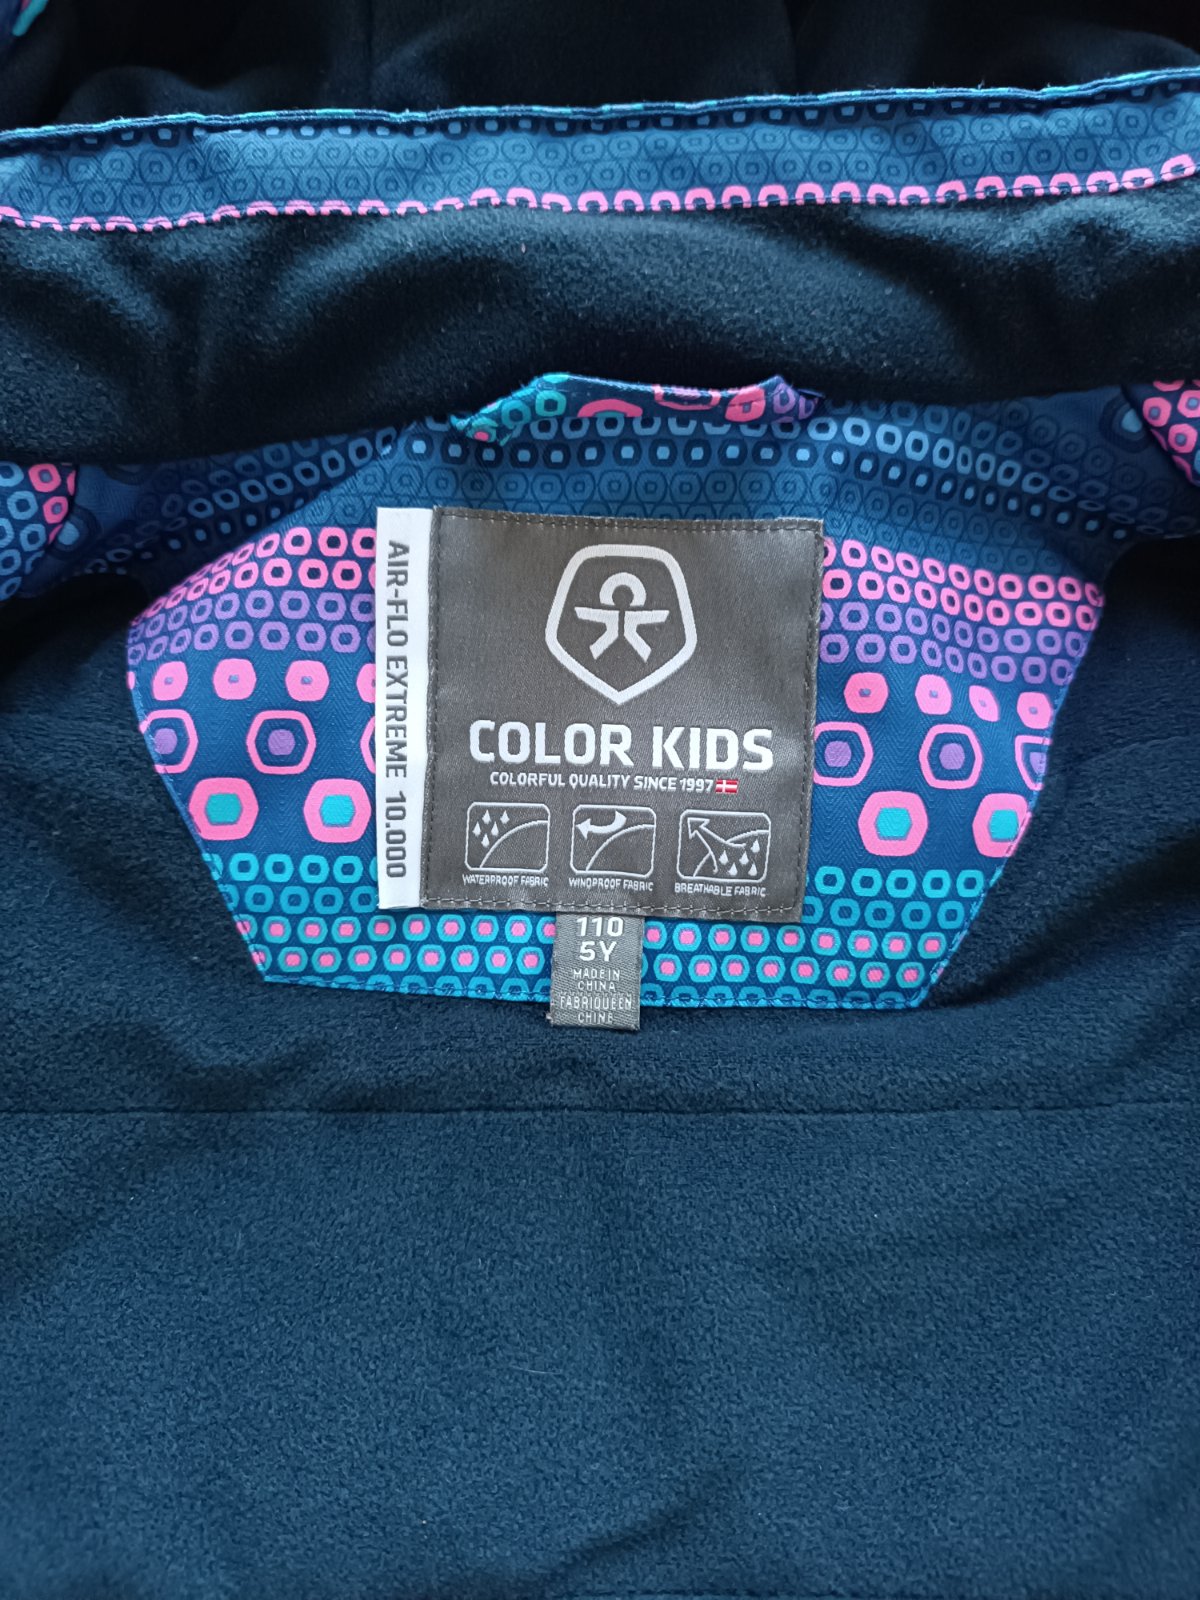 AIR-FLO EXTREME 10.000
COLOR KIDS
COLORFUL QUALITY SINCE 1997
WATERPROOF FABRIC
WINDPROOF FABRIC
BREATHABLE FABRIC
110
5Y
MADE IN
CHINA
FABRIQUE EN
CHINE